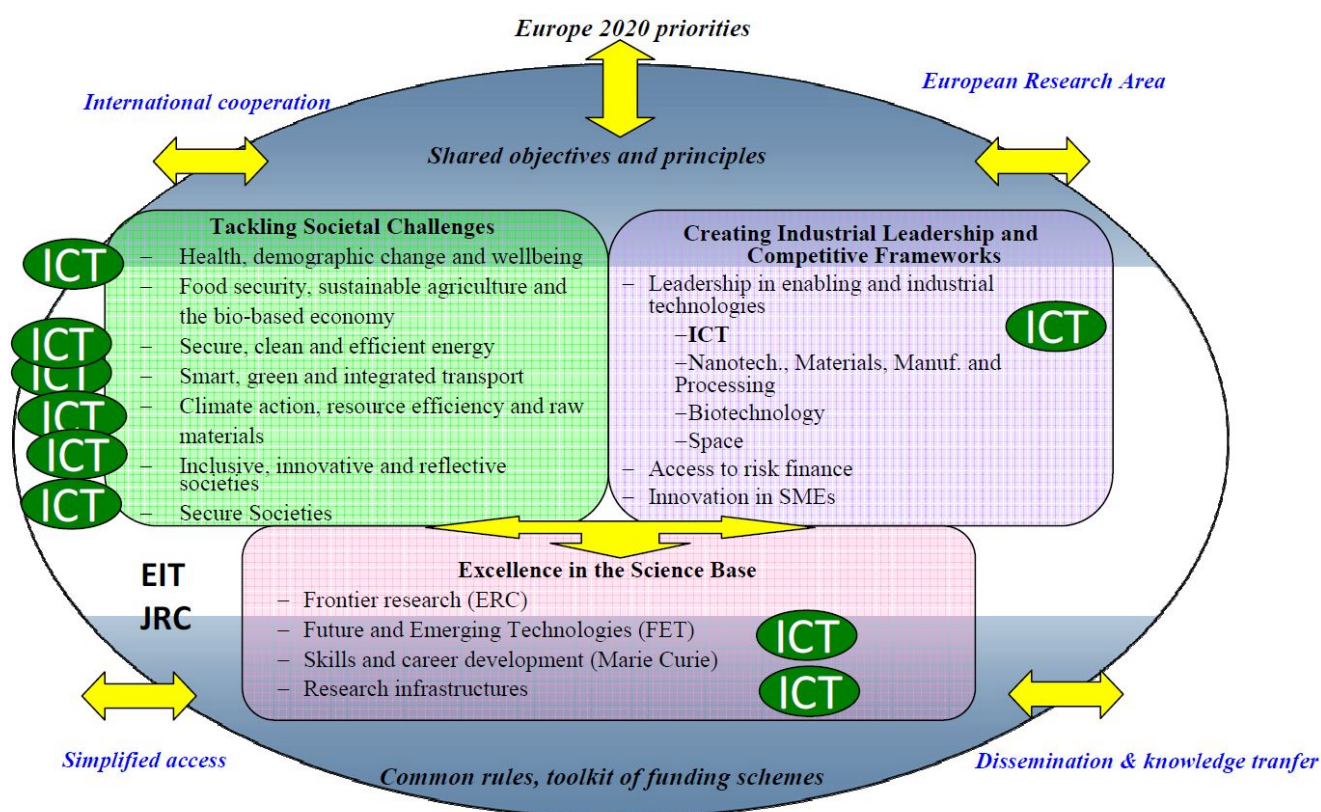 Europe 2020 priorities
International cooperation
European Research Area
Shared objectives and principles
Tackling Societal Challenges
ICT
– Health, demographic change and wellbeing
– Food security, sustainable agriculture and
the bio-based economy
ICT
– Secure, clean and efficient energy
ICT
– Smart, green and integrated transport
ICT
– Climate action, resource efficiency and raw
materials
ICT
– Inclusive, innovative and reflective
societies
ICT
– Secure Societies
Creating Industrial Leadership and
Competitive Frameworks
– Leadership in enabling and industrial
technologies
ICT
–ICT
–Nanotech., Materials, Manuf. and
Processing
–Biotechnology
–Space
– Access to risk finance
– Innovation in SMEs
EIT
JRC
Excellence in the Science Base
– Frontier research (ERC)
– Future and Emerging Technologies (FET)
ICT
– Skills and career development (Marie Curie)
– Research infrastructures
ICT
Simplified access
Common rules, toolkit of funding schemes
Dissemination & knowledge tranfer